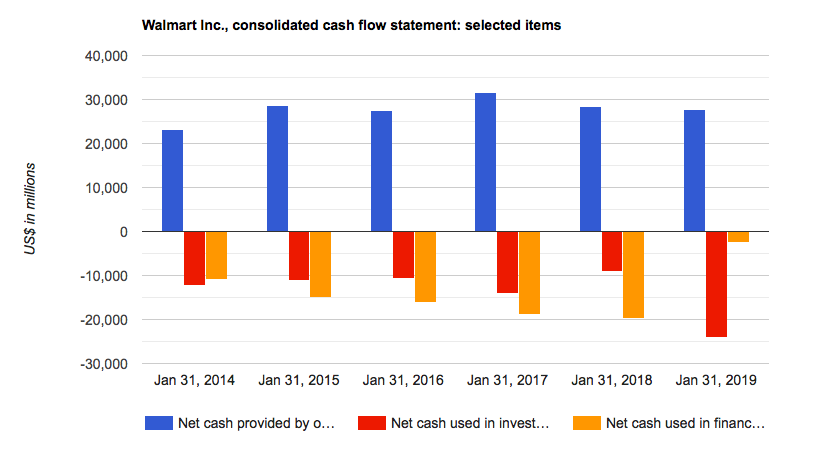 Walmart Inc., consolidated cash flow statement: selected items
US$ in millions
40,000
30,000
20,000
10,000
0
-10,000
-20,000
-30,000
Jan 31, 2014 Jan 31, 2015 Jan 31, 2016 Jan 31, 2017 Jan 31, 2018 Jan 31, 2019
Net cash provided by o... Net cash used in invest... Net cash used in financ...